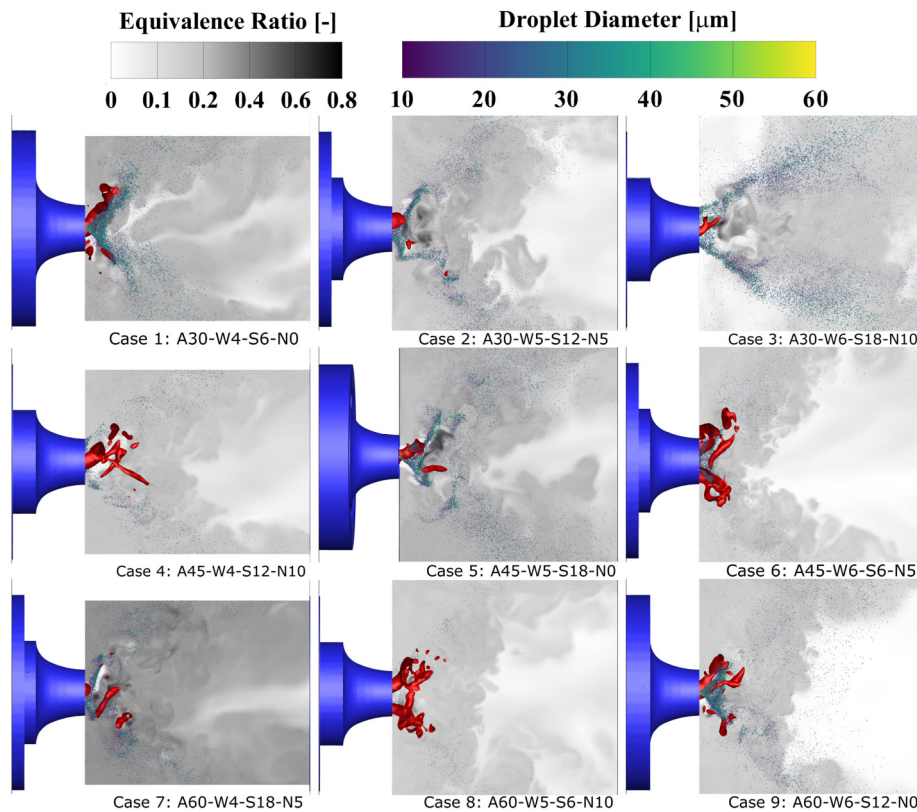 Equivalence Ratio [-] Droplet Diameter [μm]
0 0.1 0.2 0.4 0.6 0.8 10 20 30 40 50 60
Case 1: A30-W4-S6-N0 Case 2: A30-W5-S12-N5 Case 3: A30-W6-S18-N10
Case 4: A45-W4-S12-N10 Case 5: A45-W5-S18-N0 Case 6: A45-W6-S6-N5
Case 7: A60-W4-S18-N5 Case 8: A60-W5-S6-N10 Case 9: A60-W6-S12-N0